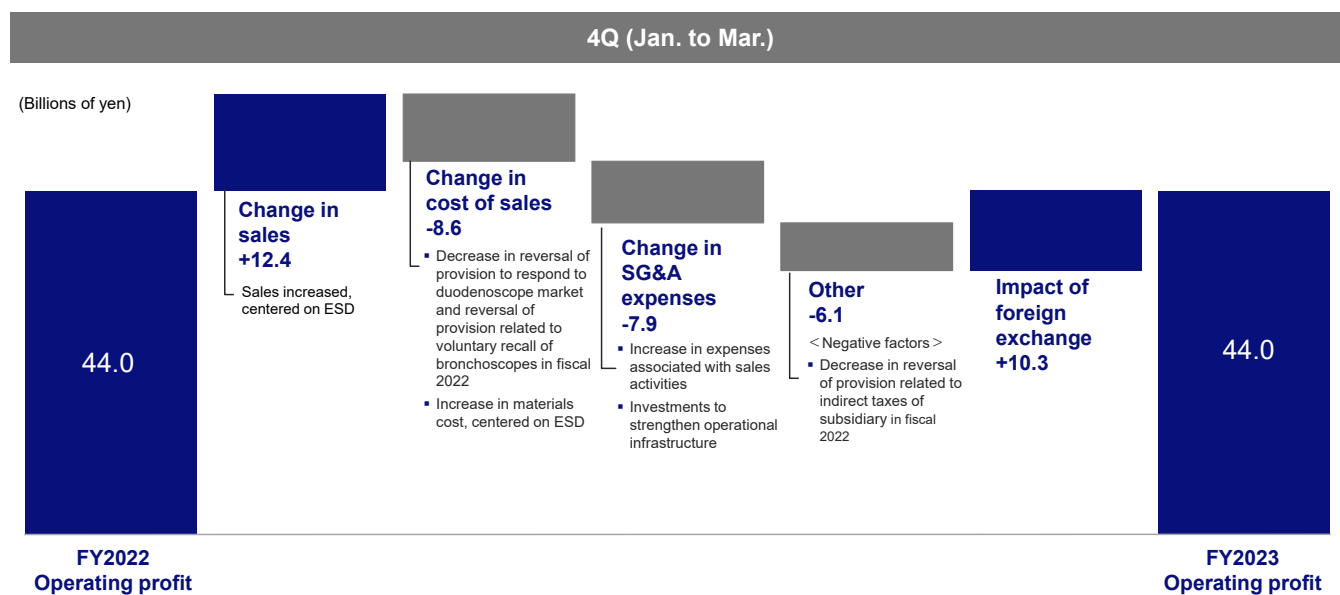 4Q (Jan. to Mar.)
(Billions of yen)
44.0
FY2022
Operating profit
Change in
sales
+12.4
Sales increased,
centered on ESD
Change in
cost of sales
-8.6
▪ Decrease in reversal of
provision to respond to
duodenoscope market
and reversal of
provision related to
voluntary recall of
bronchoscopes in fiscal
2022
▪ Increase in materials
cost, centered on ESD
Change in
SG&A
expenses
-7.9
▪ Increase in expenses
associated with sales
activities
▪ Investments to
strengthen operational
infrastructure
Other
-6.1
＜Negative factors＞
▪ Decrease in reversal
of provision related to
indirect taxes of
subsidiary in fiscal
2022
Impact of
foreign
exchange
+10.3
44.0
FY2023
Operating profit